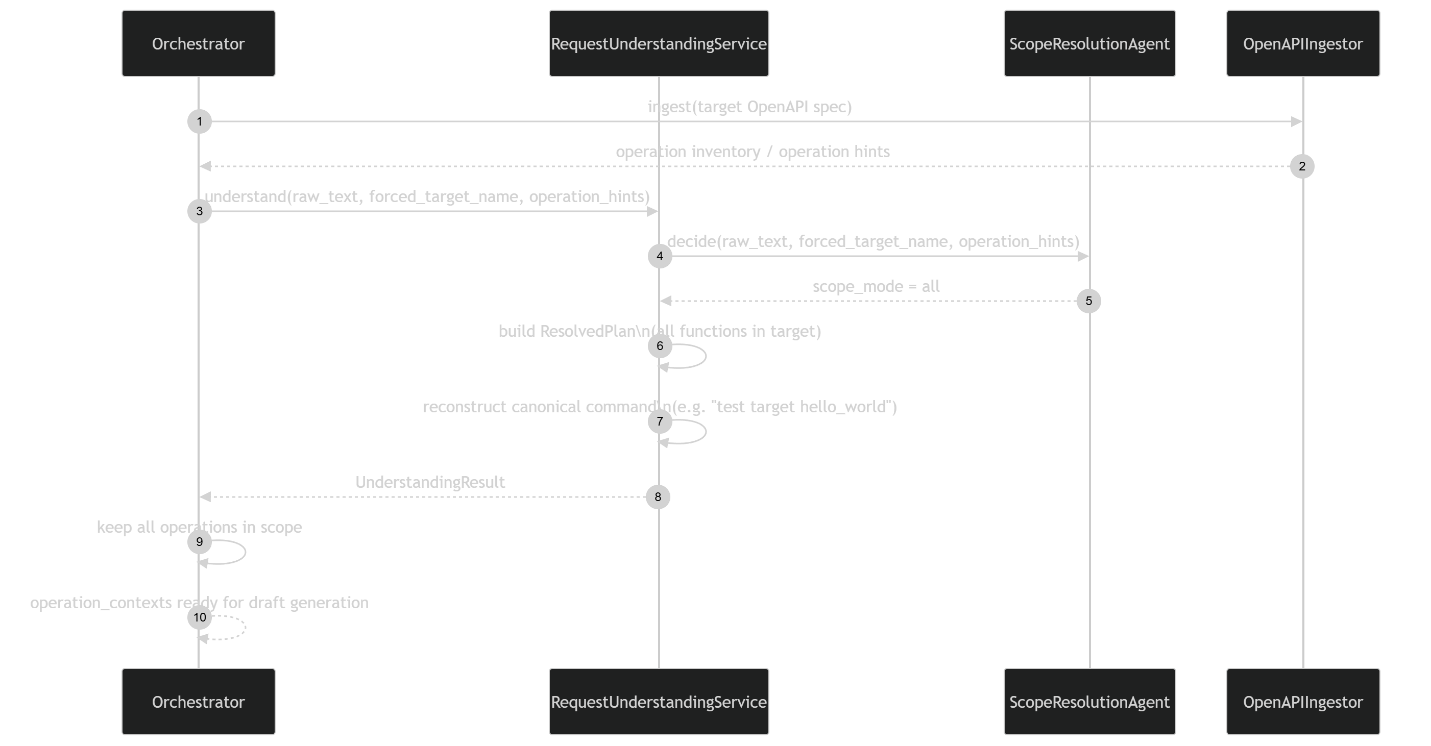 Orchestrator
RequestUnderstandingService
ScopeResolutionAgent
OpenAPIIngestor
ingest(target OpenAPI spec)
1
operation inventory / operation hints
2
understand(raw_text, forced_target_name, operation_hints)
3
decide(raw_text, forced_target_name, operation_hints)
4
scope_mode = all
5
build ResolvedPlan\n(all functions in target)
6
reconstruct canonical command\n(e.g. "test target hello_world")
7
UnderstandingResult
8
keep all operations in scope
9
operation_contexts ready for draft generation
10
Orchestrator
RequestUnderstandingService
ScopeResolutionAgent
OpenAPIIngestor